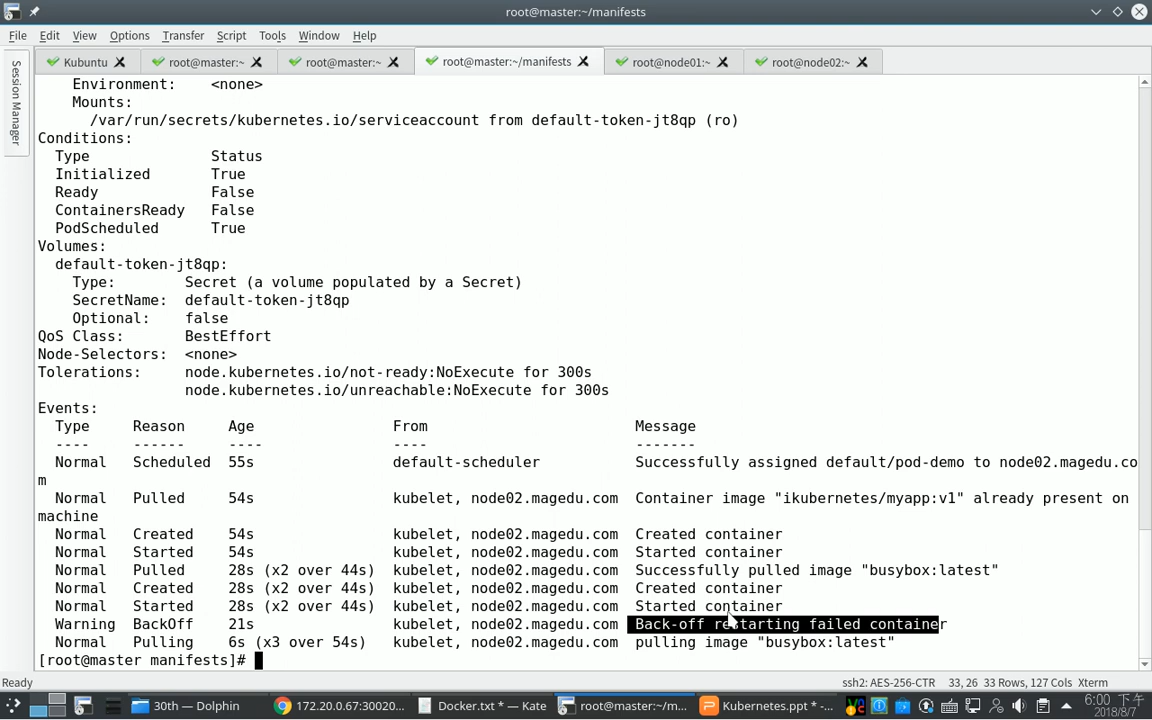 root@master:~/manifests
File Edit View Options Transfer Script Tools Window Help
Session Manager
Kubuntu root@master:~ root@master:~ root@master:~/manifests root@node01:~ root@node02:~
Environment: <none>
Mounts:
/var/run/secrets/kubernetes.io/serviceaccount from default-token-jt8qp (ro)
Conditions:
Type Status
Initialized True
Ready False
ContainersReady False
PodScheduled True
Volumes:
default-token-jt8qp:
Type: Secret (a volume populated by a Secret)
SecretName: default-token-jt8qp
Optional: false
QoS Class: BestEffort
Node-Selectors: <none>
Tolerations: node.kubernetes.io/not-ready:NoExecute for 300s
node.kubernetes.io/unreachable:NoExecute for 300s
Events:
Type Reason Age From Message
---- ------ ---- ---- -------
Normal Scheduled 55s default-scheduler Successfully assigned default/pod-demo to node02.magedu.co
m
Normal Pulled 54s kubelet, node02.magedu.com Container image "ikubernetes/myapp:v1" already present on
machine
Normal Created 54s kubelet, node02.magedu.com Created container
Normal Started 54s kubelet, node02.magedu.com Started container
Normal Pulled 28s (x2 over 44s) kubelet, node02.magedu.com Successfully pulled image "busybox:latest"
Normal Created 28s (x2 over 44s) kubelet, node02.magedu.com Created container
Normal Started 28s (x2 over 44s) kubelet, node02.magedu.com Started container
Warning BackOff 21s kubelet, node02.magedu.com Back-off restarting failed container
Normal Pulling 6s (x3 over 54s) kubelet, node02.magedu.com pulling image "busybox:latest"
[root@master manifests]#
Ready ssh2: AES-256-CTR 33, 26 33 Rows, 127 Cols Xterm
30th — Dolphin 172.20.0.67:30020... Docker.txt * — Kate root@master:~/m... Kubernetes.ppt * -... 6:00 下午
2018/8/7